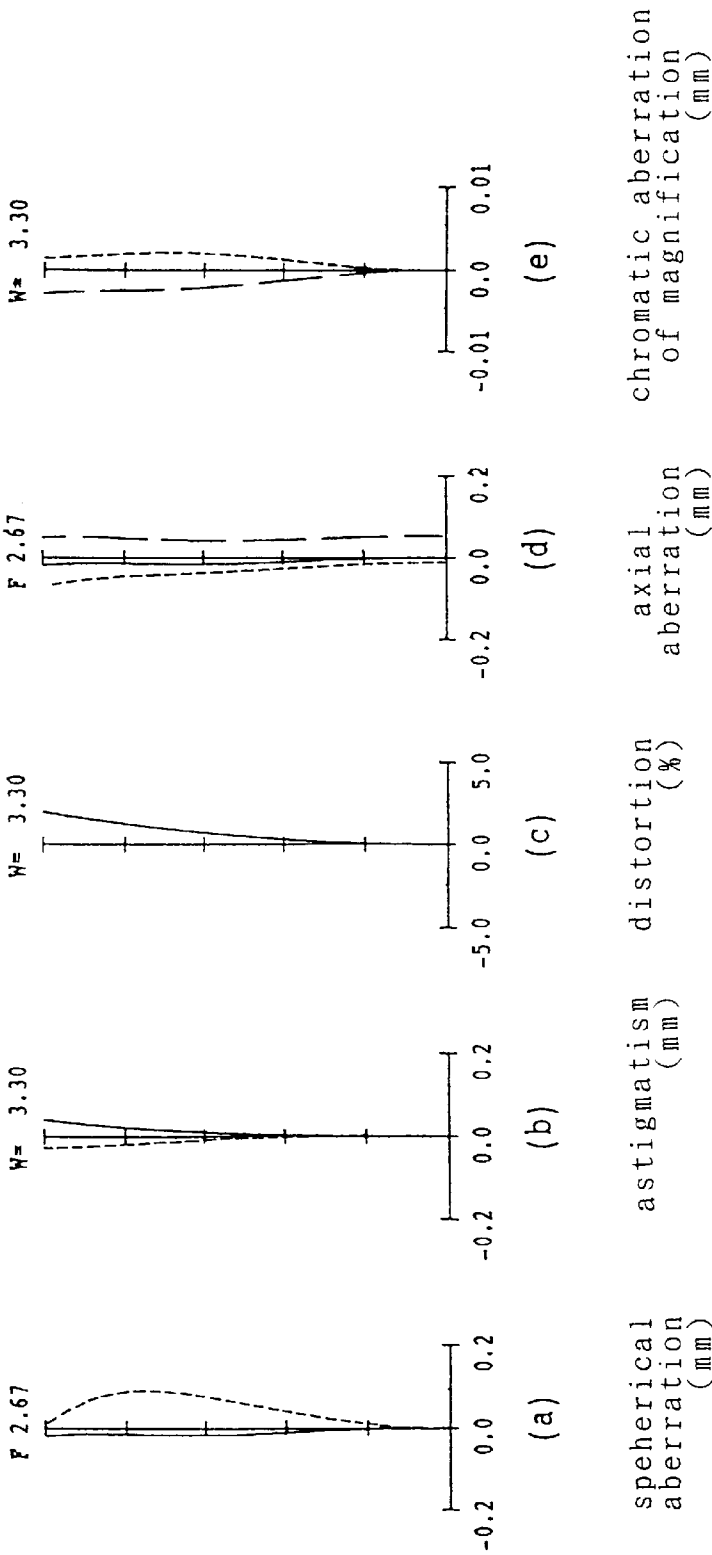 F 2.67
-0.2 0.0 0.2
(a)
speherical
aberration
(mm)
W= 3.30
-0.2 0.0 0.2
(b)
astigmatism
(mm)
W= 3.30
-5.0 0.0 5.0
(c)
distortion
(%)
F 2.67
-0.2 0.0 0.2
(d)
axial
aberration
(mm)
W= 3.30
-0.01 0.0 0.01
(e)
chromatic aberration
of magnification
(mm)